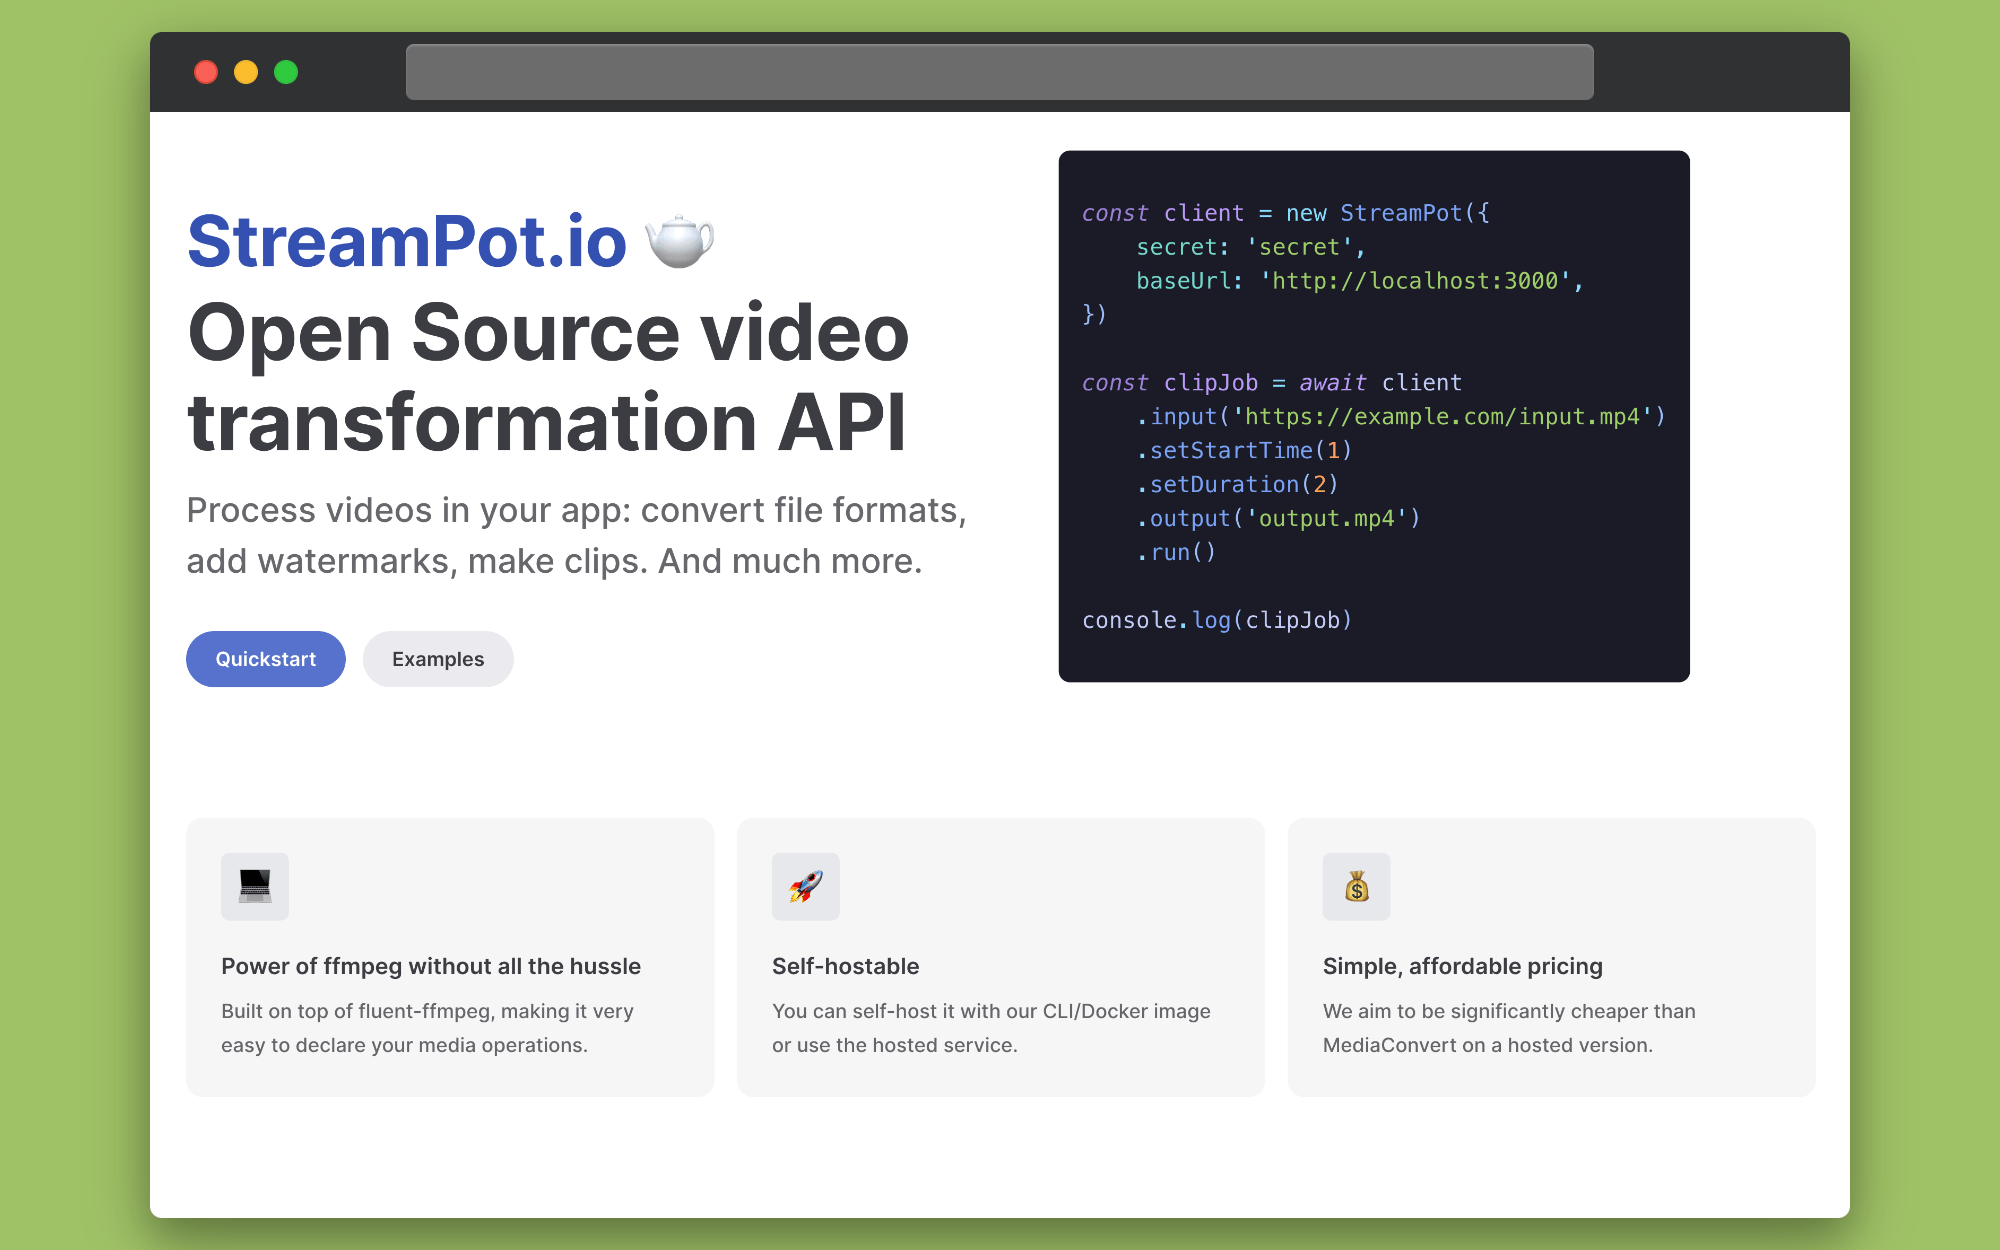 StreamPot.io
Open Source video
transformation API
Process videos in your app: convert file formats,
add watermarks, make clips. And much more.
Quickstart
Examples
const client = new StreamPot({
    secret: 'secret',
    baseUrl: 'http://localhost:3000',
})
const clipJob = await client
    .input('https://example.com/input.mp4')
    .setStartTime(1)
    .setDuration(2)
    .output('output.mp4')
    .run()
console.log(clipJob)
Power of ffmpeg without all the hussle
Built on top of fluent-ffmpeg, making it very
easy to declare your media operations.
Self-hostable
You can self-host it with our CLI/Docker image
or use the hosted service.
Simple, affordable pricing
We aim to be significantly cheaper than
MediaConvert on a hosted version.